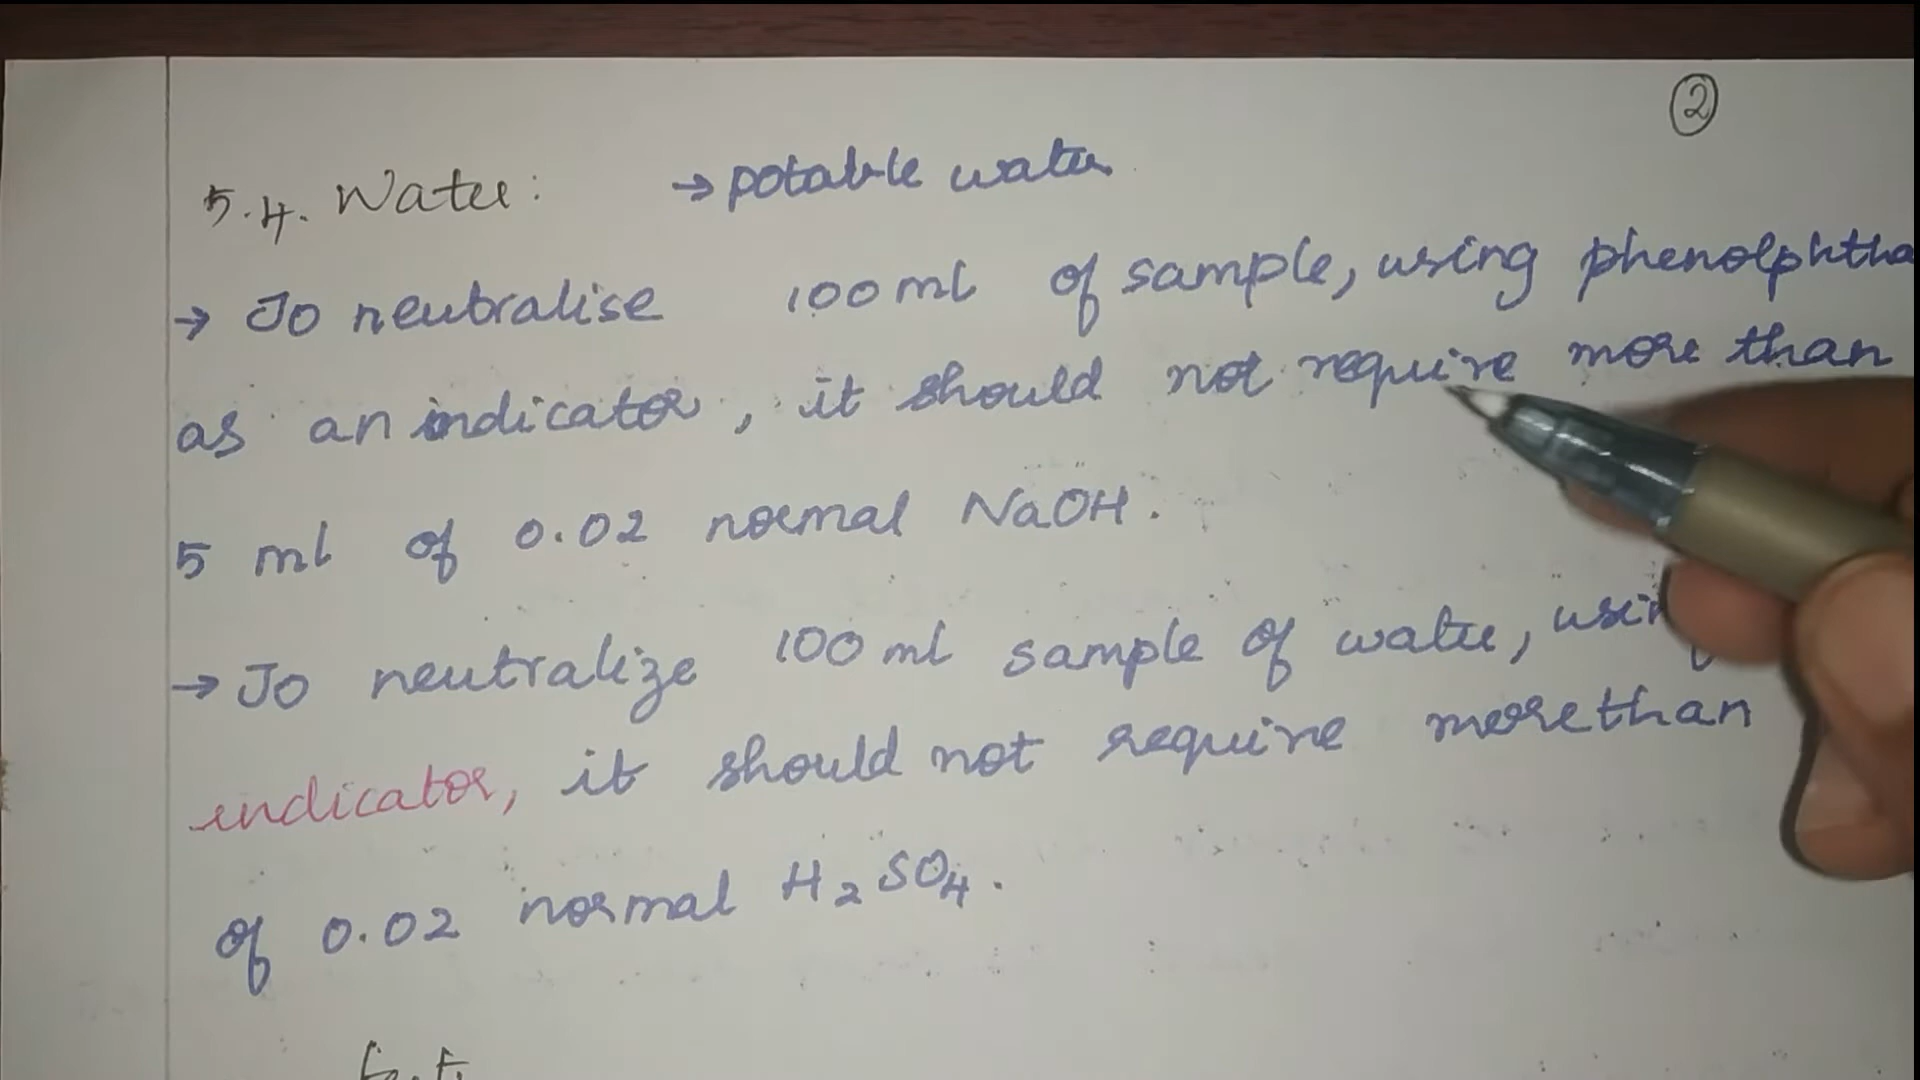 ②
5.4. Water: → potable water
→ To neutralise 100 ml of sample, using phenolphtha
as an indicator, it should not require more than
5 ml of 0.02 normal NaOH.
→ To neutralize 100 ml sample of water,
indicator, it should not require more than
of 0.02 normal H₂SO₄.